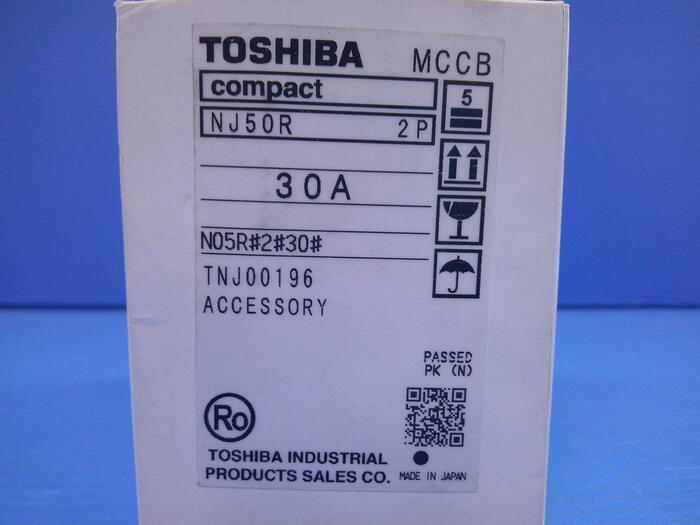 TOSHIBA MCCB
compact
5
NJ50R 2P
30A
N05R#2#30#
TNJ00196
ACCESSORY
PASSED
PK (N)
Ro
TOSHIBA INDUSTRIAL
PRODUCTS SALES CO. MADE IN JAPAN